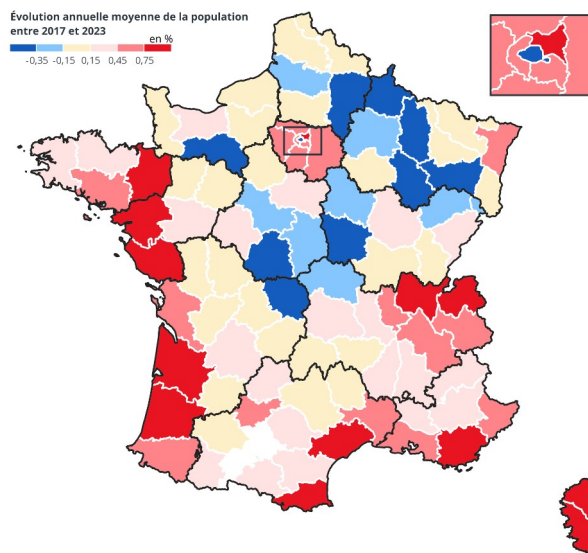 Évolution annuelle moyenne de la population
entre 2017 et 2023
en %
-0,35 -0,15 0,15 0,45 0,75